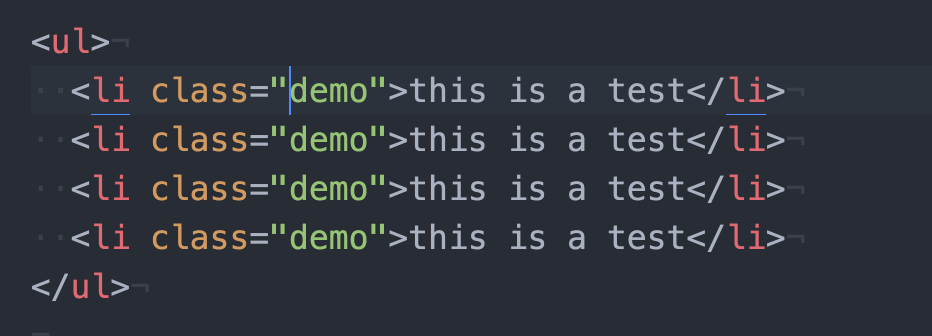 <ul>
  <li class="demo">this is a test</li>
  <li class="demo">this is a test</li>
  <li class="demo">this is a test</li>
  <li class="demo">this is a test</li>
</ul>